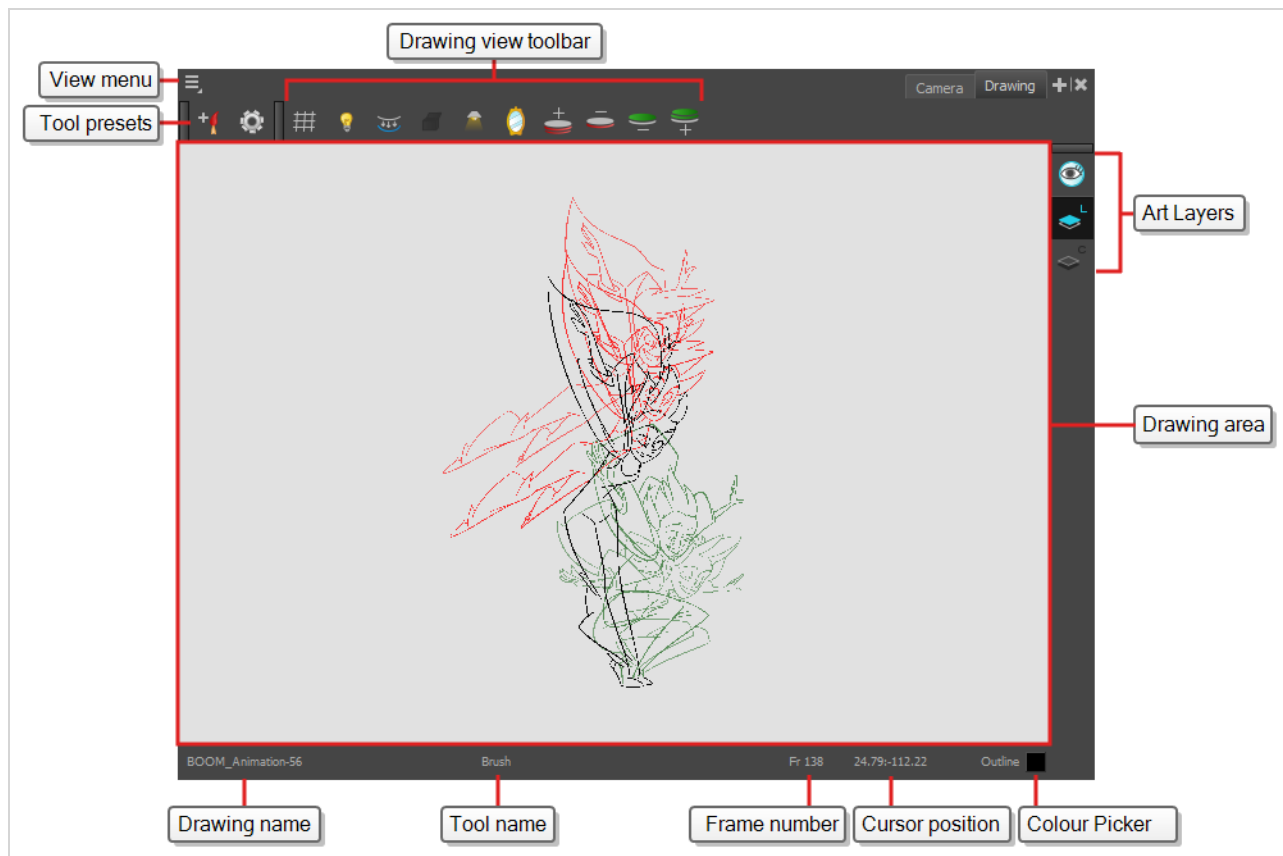 Drawing view toolbar
View menu
Camera
Drawing
Tool presets
L
C
Art Layers
Drawing area
BOOM_Animation-56
Brush
Fr 138
24.79:-112.22
Outline
Drawing name
Tool name
Frame number
Cursor position
Colour Picker